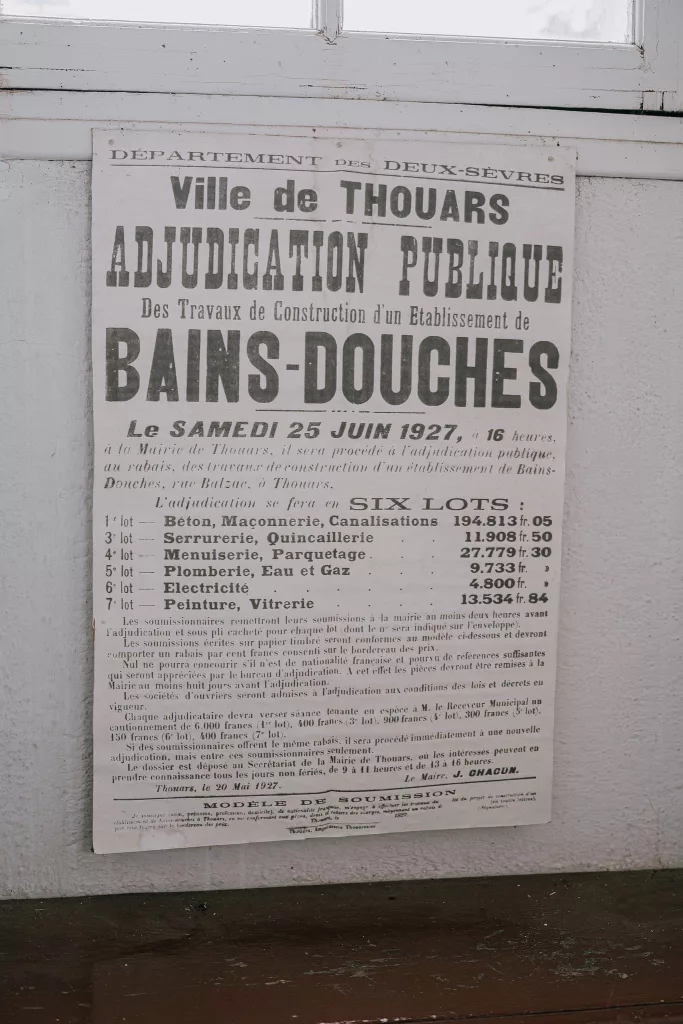 DÉPARTEMENT DES DEUX-SÈVRES
Ville de THOUARS
ADJUDICATION PUBLIQUE
Des Travaux de Construction d'un Etablissement de
BAINS-DOUCHES
Le SAMEDI 25 JUIN 1927, à 16 heures,
à la Mairie de Thouars, il sera procédé à l'adjudication publique,
au rabais, des travaux de construction d'un établissement de Bains-
Douches, rue Balzac, à Thouars.
L'adjudication se fera en SIX LOTS :
1er lot — Béton, Maçonnerie, Canalisations 194.813 fr. 05
3e lot — Serrurerie, Quincaillerie . . 11.908 fr. 50
4e lot — Menuiserie, Parquetage . . . 27.779 fr. 30
5e lot — Plomberie, Eau et Gaz . . . 9.733 fr. »
6e lot — Electricité . . . . . 4.800 fr. »
7e lot — Peinture, Vitrerie . . . . 13.534 fr. 84
Les soumissionnaires remettront leurs soumissions à la mairie au moins deux heures avant
l'adjudication et sous pli cacheté pour chaque lot (dont le n° sera indiqué sur l'enveloppe).
Les soumissions écrites sur papier timbré seront conformes au modèle ci-dessous et devront
comporter un rabais par cent francs consenti sur le bordereau des prix.
Nul ne pourra concourir s'il n'est de nationalité française et pourvu de références suffisantes
qui seront appréciées par le bureau d'adjudication. A cet effet les pièces devront être remises à la
Mairie au moins huit jours avant l'adjudication.
Les sociétés d'ouvriers seront admises à l'adjudication aux conditions des lois et décrets en
vigueur.
Chaque adjudicataire devra verser séance tenante en espèce à M. le Receveur Municipal un
cautionnement de 6.000 francs (1er lot), 400 francs (3e lot), 900 francs (4e lot), 300 francs (5e lot),
150 francs (6e lot), 400 francs (7e lot).
Si des soumissionnaires offrent le même rabais, il sera procédé immédiatement à une nouvelle
adjudication, mais entre ces soumissionnaires seulement.
Le dossier est déposé au Secrétariat de la Mairie de Thouars, où les intéressés peuvent en
prendre connaissance tous les jours non fériés, de 9 à 11 heures et de 13 à 16 heures.
Thouars, le 20 Mai 1927. Le Maire, J. CHACUN.
MODÈLE DE SOUMISSION
Thouars, Imprimerie Thouarsaise